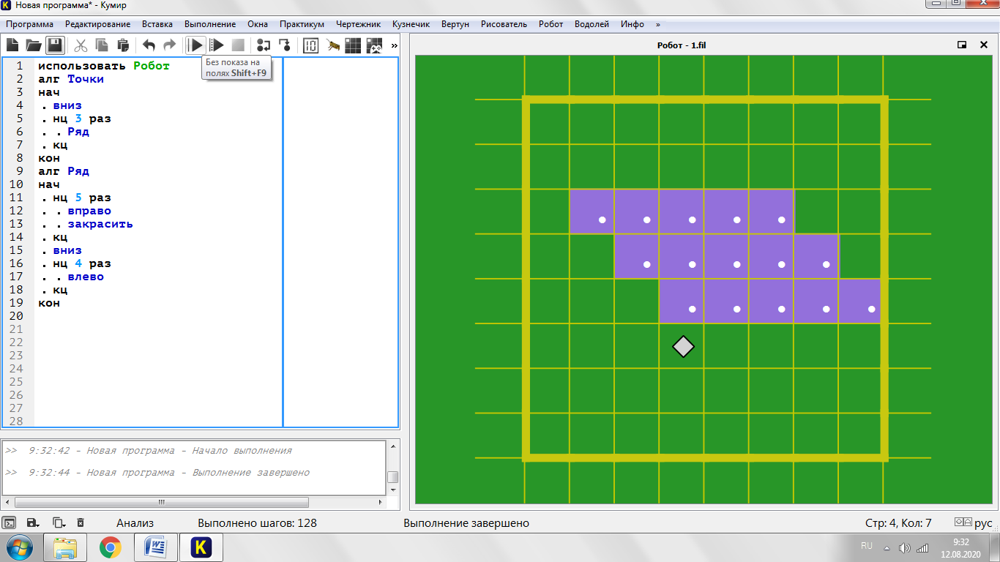 Новая программа* - Кумир
Программа Редактирование Вставка Выполнение Окна Практикум Чертежник Кузнечик Вертун Рисователь Робот Водолей Инфо »
»
Робот - 1.fil
Без показа на
полях Shift+F9
1 использовать Робот
2 алг Точки
3 нач
4 . вниз
5 . нц 3 раз
6 . . Ряд
7 . кц
8 кон
9 алг Ряд
10 нач
11 . нц 5 раз
12 . . вправо
13 . . закрасить
14 . кц
15 . вниз
16 . нц 4 раз
17 . . влево
18 . кц
19 кон
20
21
22
23
24
25
26
27
28
>> 9:32:42 - Новая программа - Начало выполнения
>> 9:32:44 - Новая программа - Выполнение завершено
Анализ Выполнено шагов: 128 Выполнение завершено Стр: 4, Кол: 7 рус
RU 9:32
12.08.2020